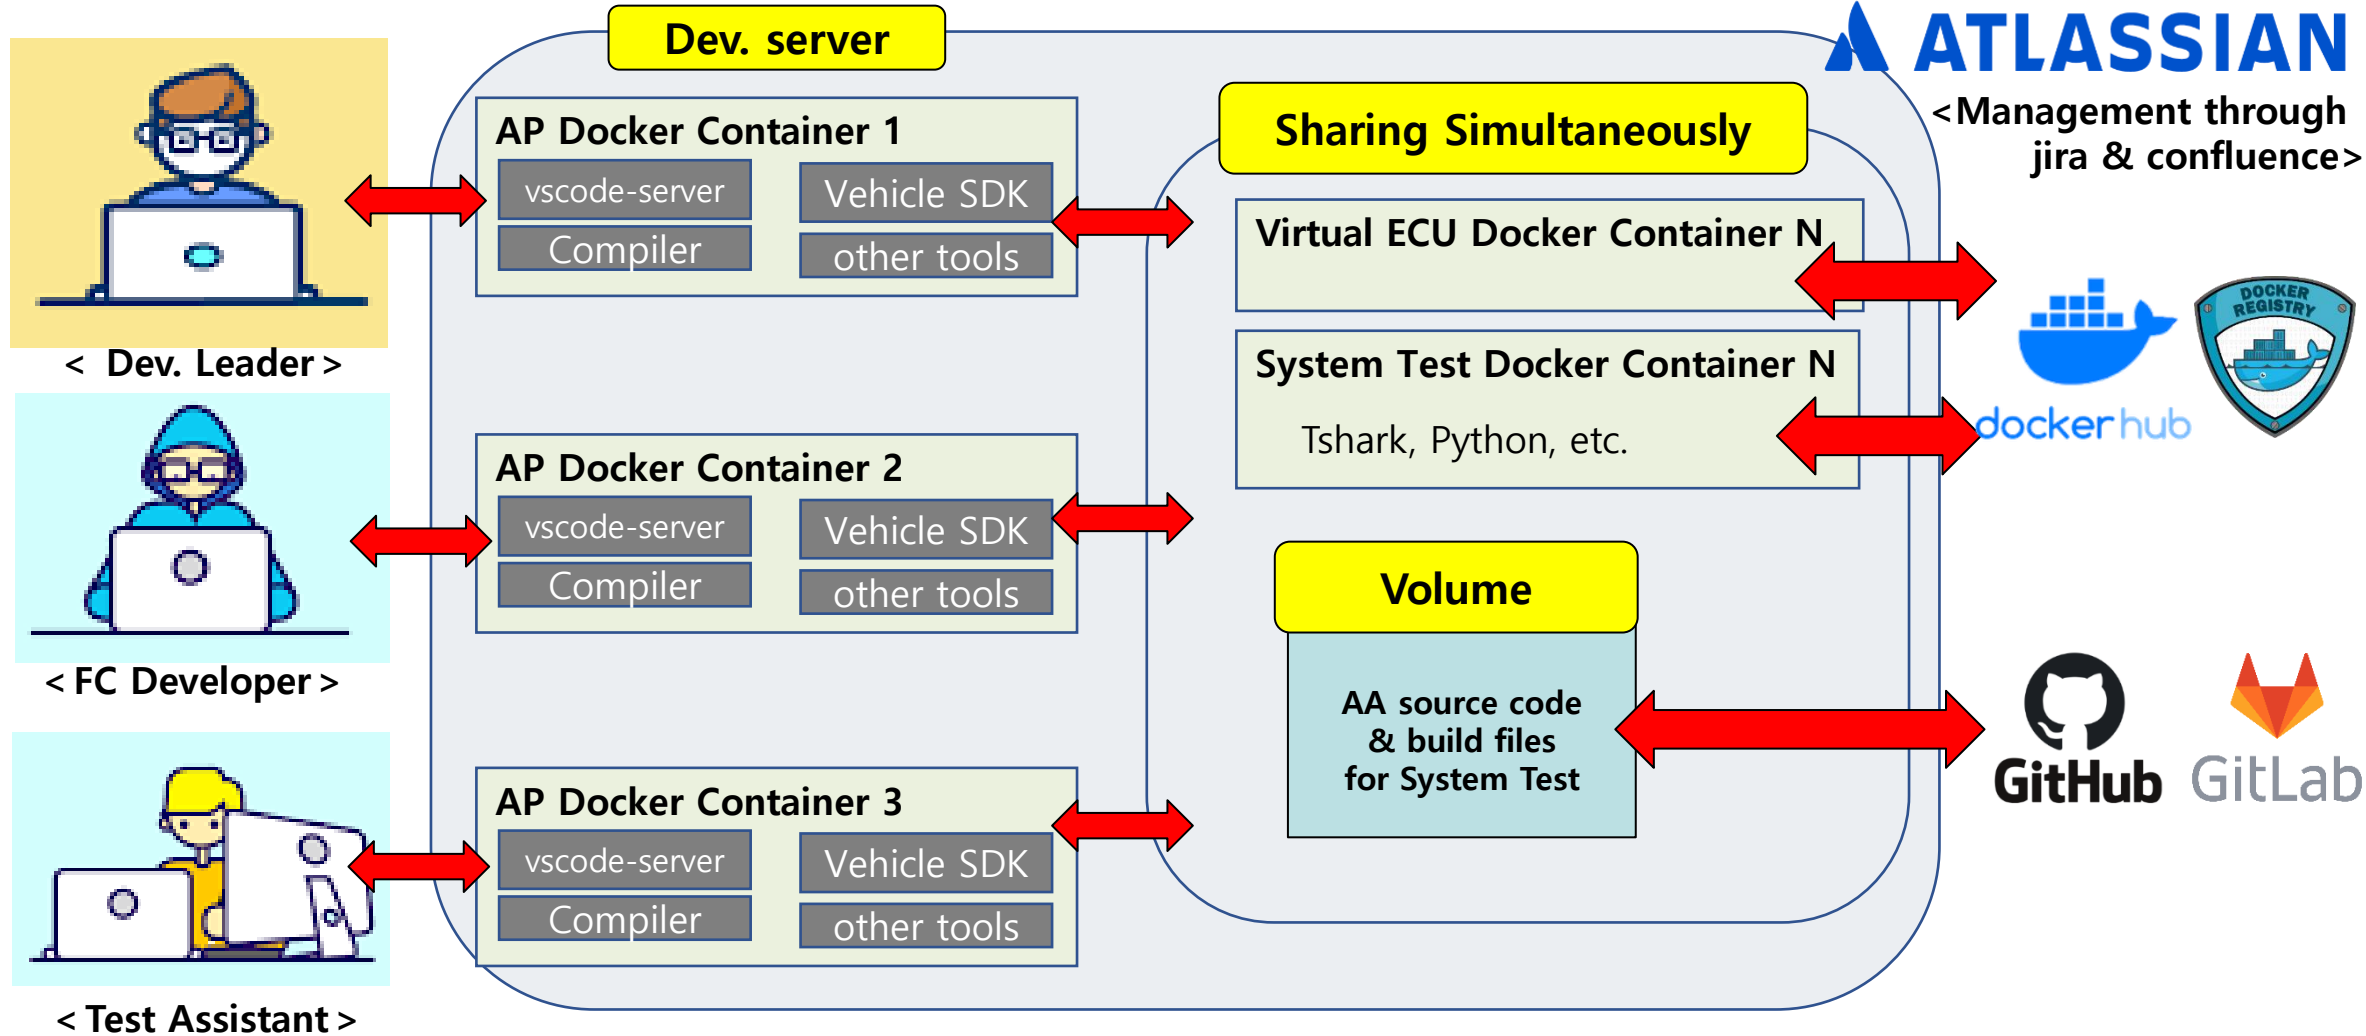 Dev. server
ATLASSIAN
<Management through
jira & confluence>
AP Docker Container 1
vscode-server
Vehicle SDK
Compiler
other tools
< Dev. Leader >
Sharing Simultaneously
Virtual ECU Docker Container N
System Test Docker Container N
Tshark, Python, etc.
dockerhub
DOCKER
REGISTRY
AP Docker Container 2
vscode-server
Vehicle SDK
Compiler
other tools
< FC Developer >
Volume
AA source code
& build files
for System Test
GitHub
GitLab
AP Docker Container 3
vscode-server
Vehicle SDK
Compiler
other tools
< Test Assistant >